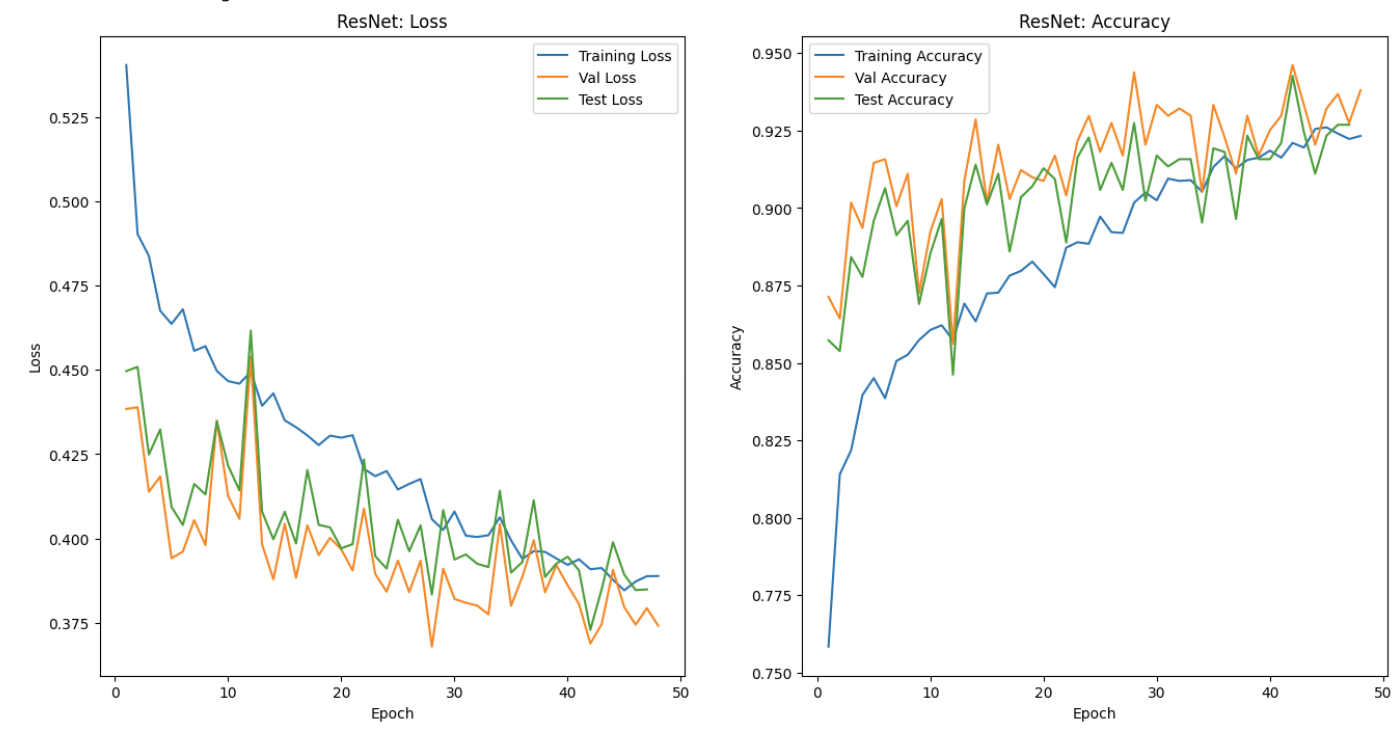 ResNet: Loss
Training Loss
Val Loss
Test Loss
0.525
0.500
0.475
0.450
0.425
0.400
0.375
Loss
0 10 20 30 40 50
Epoch
ResNet: Accuracy
Training Accuracy
Val Accuracy
Test Accuracy
0.950
0.925
0.900
0.875
0.850
0.825
0.800
0.775
0.750
Accuracy
0 10 20 30 40 50
Epoch